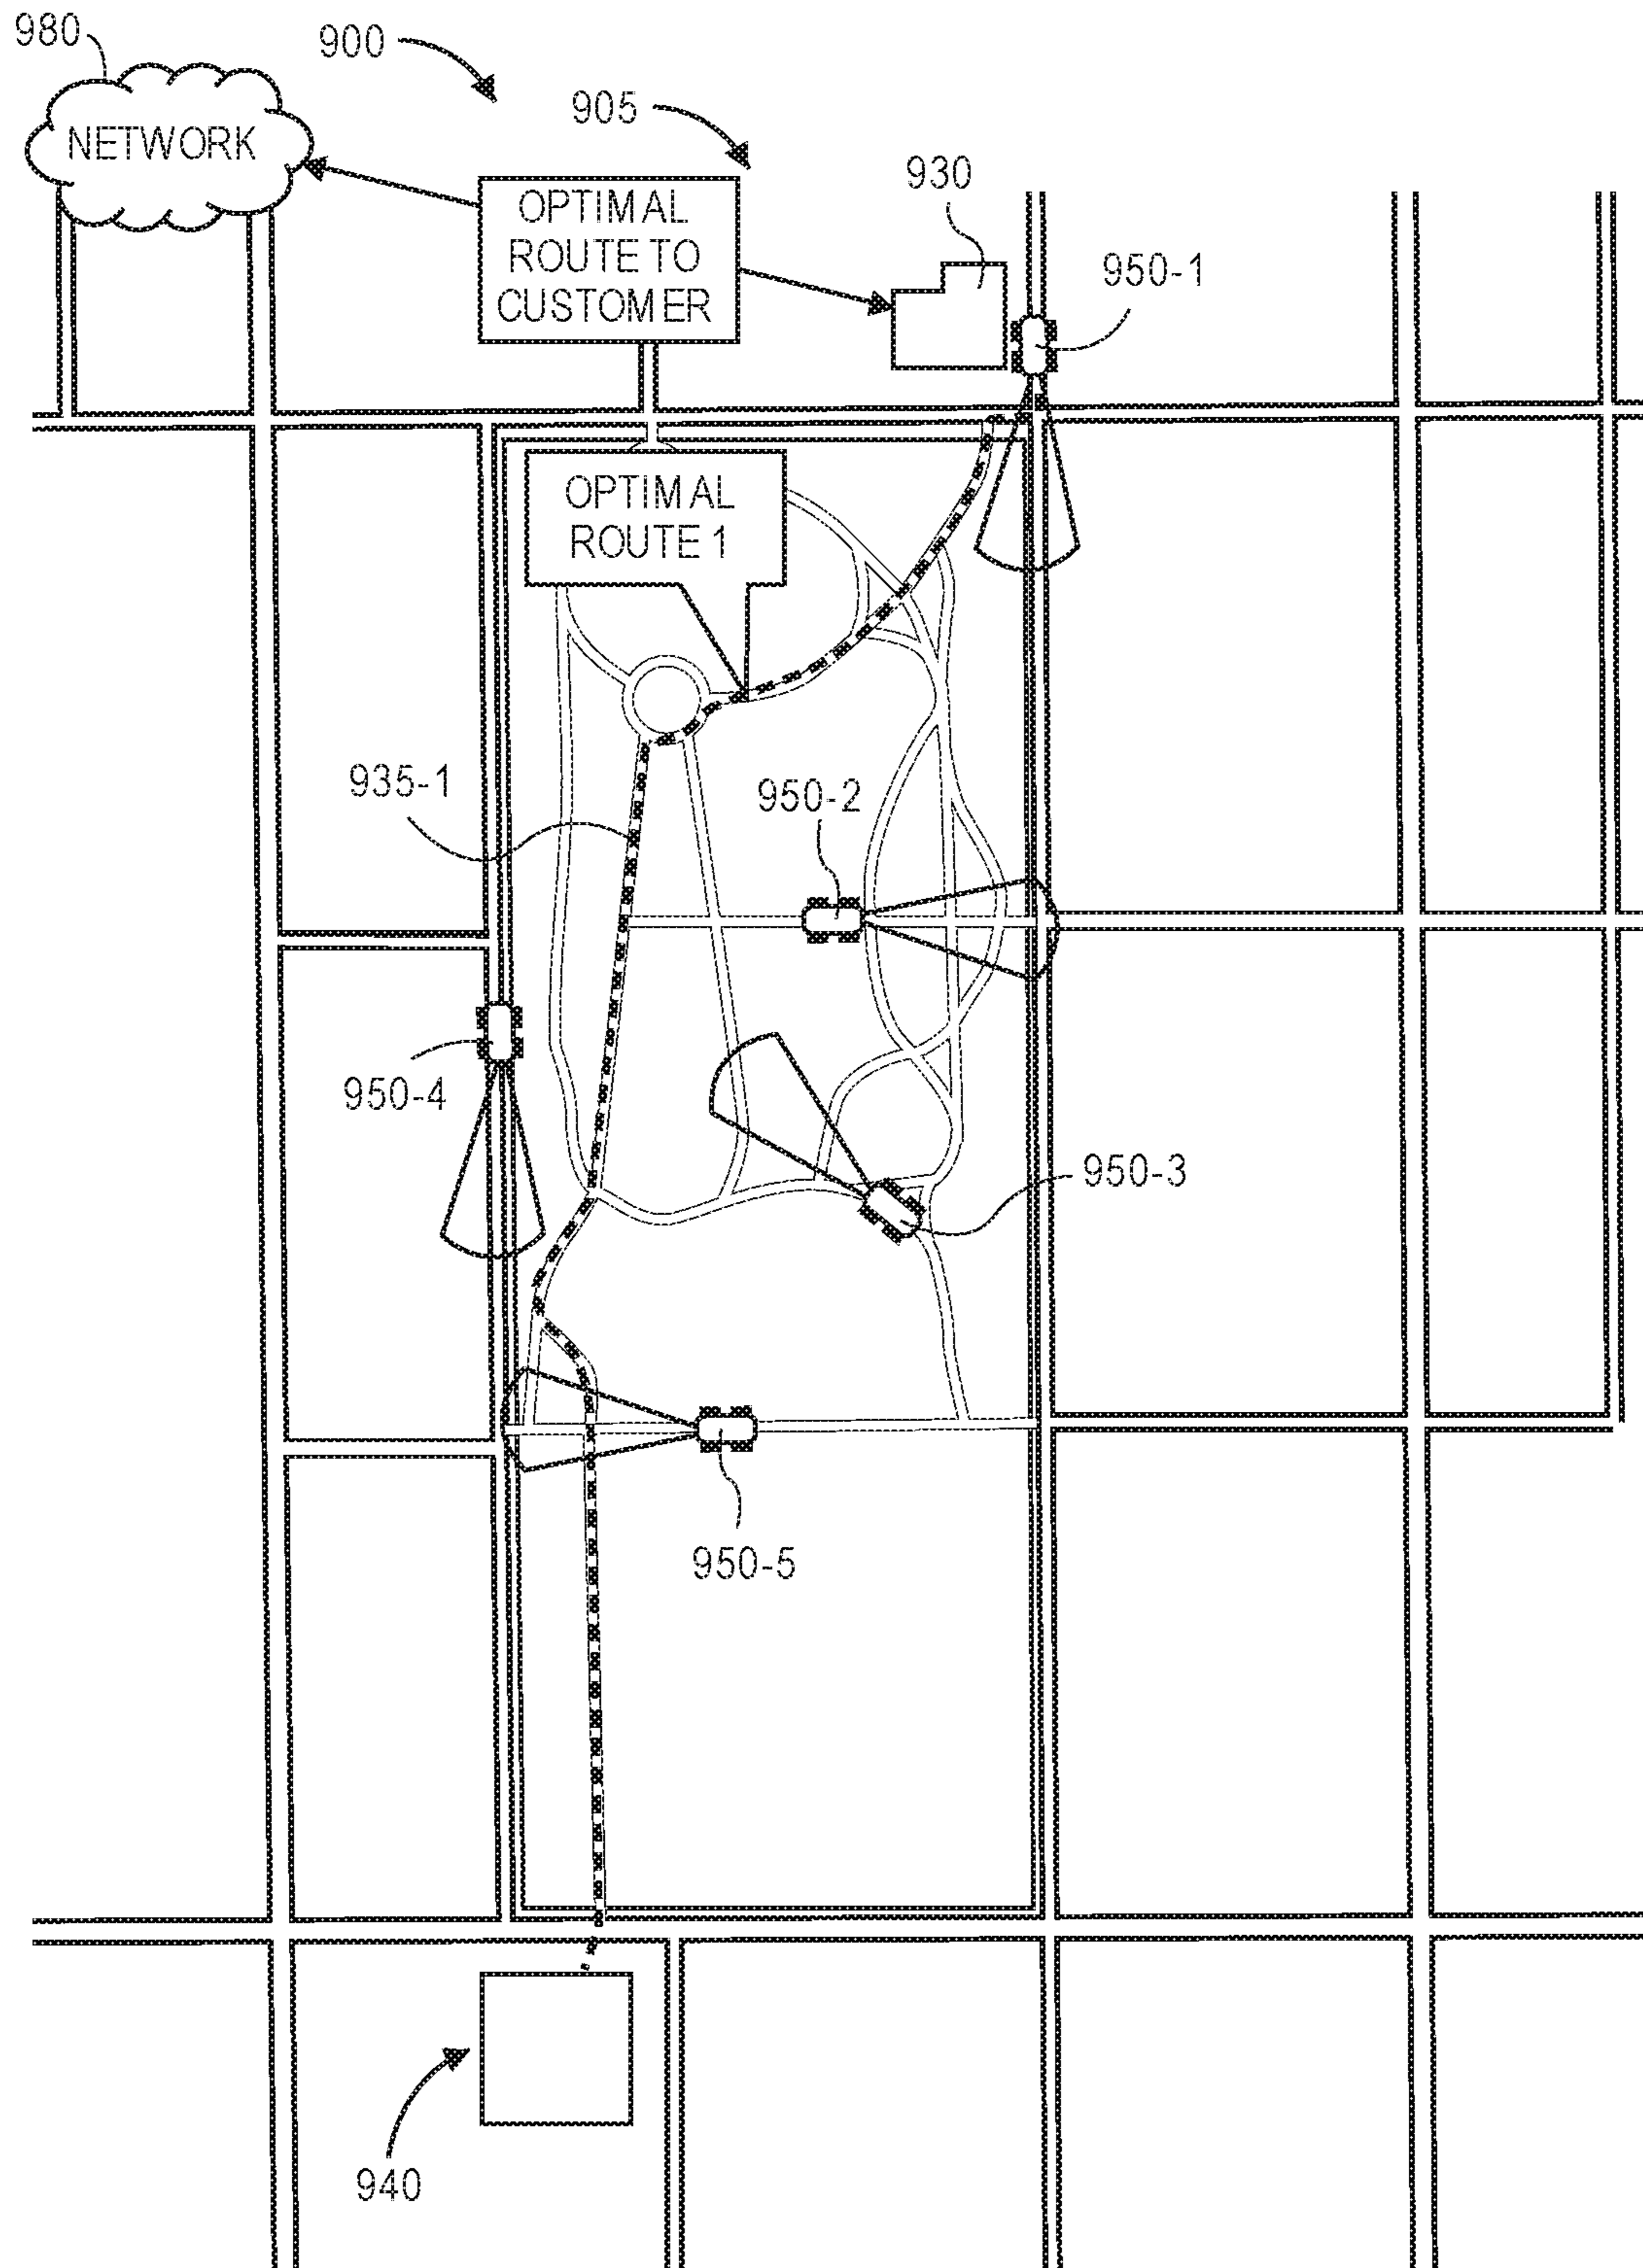 980
900
905
NETWORK
930
OPTIMAL
ROUTE TO
CUSTOMER
950-1
OPTIMAL
ROUTE 1
935-1
950-2
950-4
950-3
950-5
940